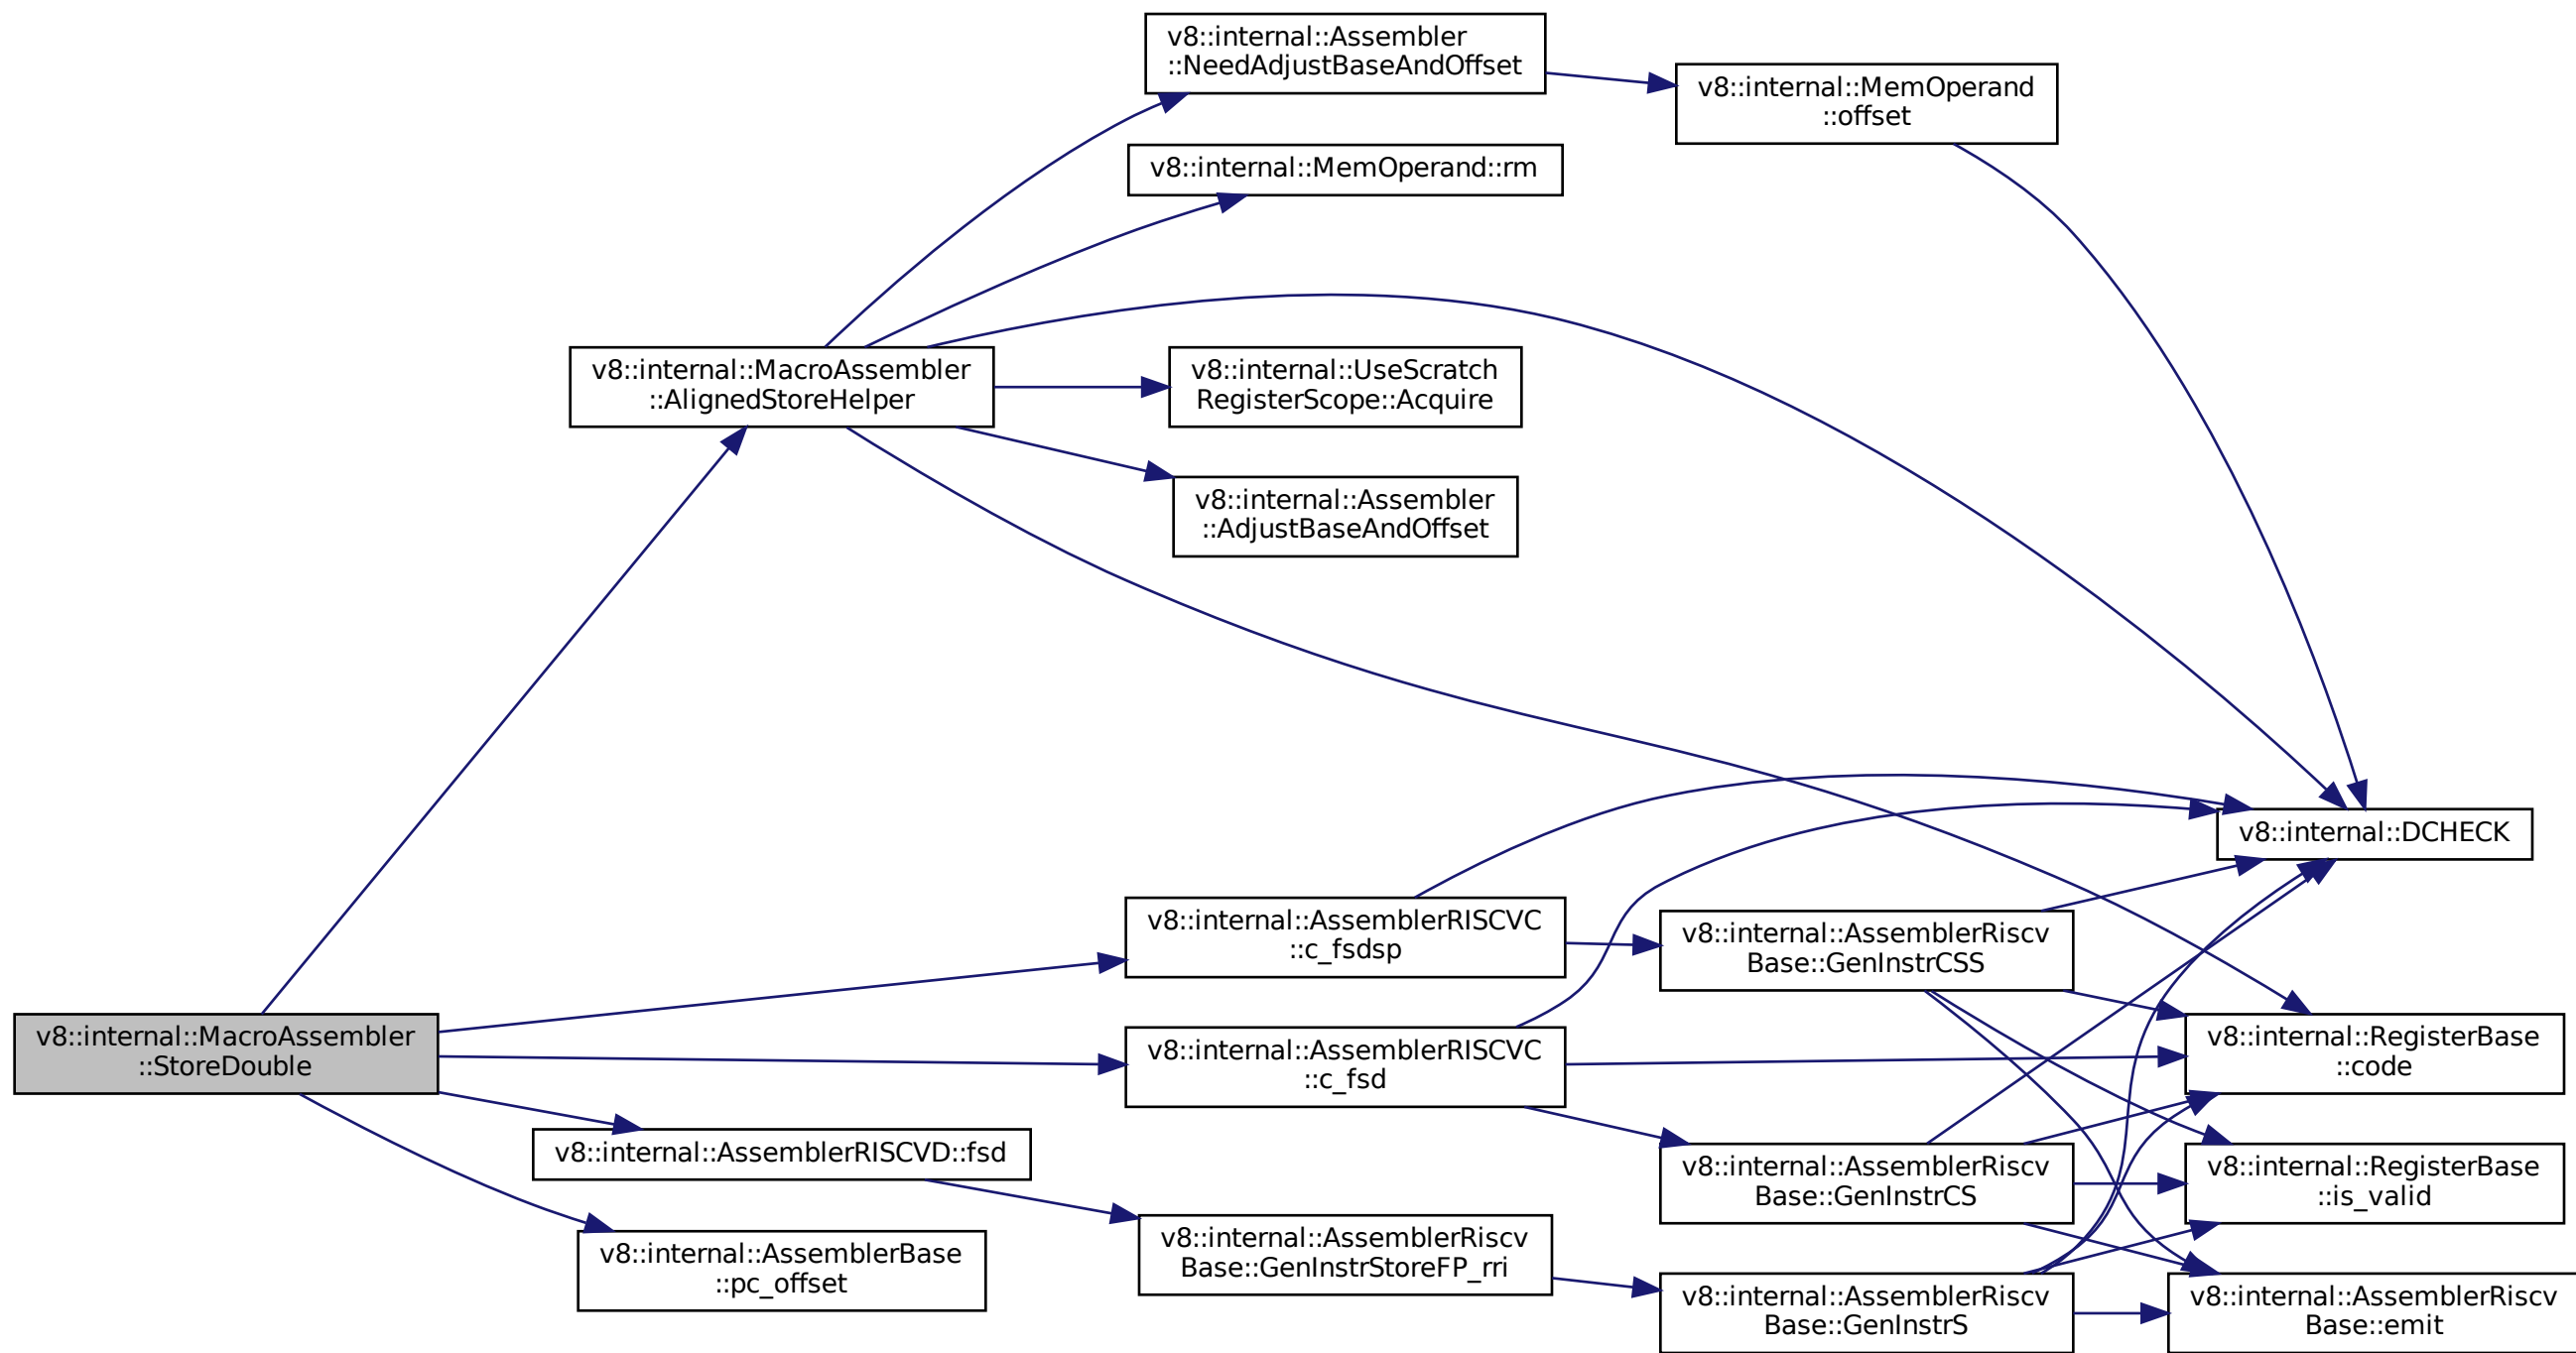 v8::internal::Assembler
::NeedAdjustBaseAndOffset
v8::internal::MemOperand
::offset
v8::internal::MemOperand::rm
v8::internal::MacroAssembler
::AlignedStoreHelper
v8::internal::UseScratch
RegisterScope::Acquire
v8::internal::Assembler
::AdjustBaseAndOffset
v8::internal::DCHECK
v8::internal::AssemblerRISCVC
::c_fsdsp
v8::internal::AssemblerRiscv
Base::GenInstrCSS
v8::internal::MacroAssembler
::StoreDouble
v8::internal::AssemblerRISCVC
::c_fsd
v8::internal::RegisterBase
::code
v8::internal::AssemblerRISCVD::fsd
v8::internal::AssemblerRiscv
Base::GenInstrCS
v8::internal::RegisterBase
::is_valid
v8::internal::AssemblerBase
::pc_offset
v8::internal::AssemblerRiscv
Base::GenInstrStoreFP_rri
v8::internal::AssemblerRiscv
Base::GenInstrS
v8::internal::AssemblerRiscv
Base::emit